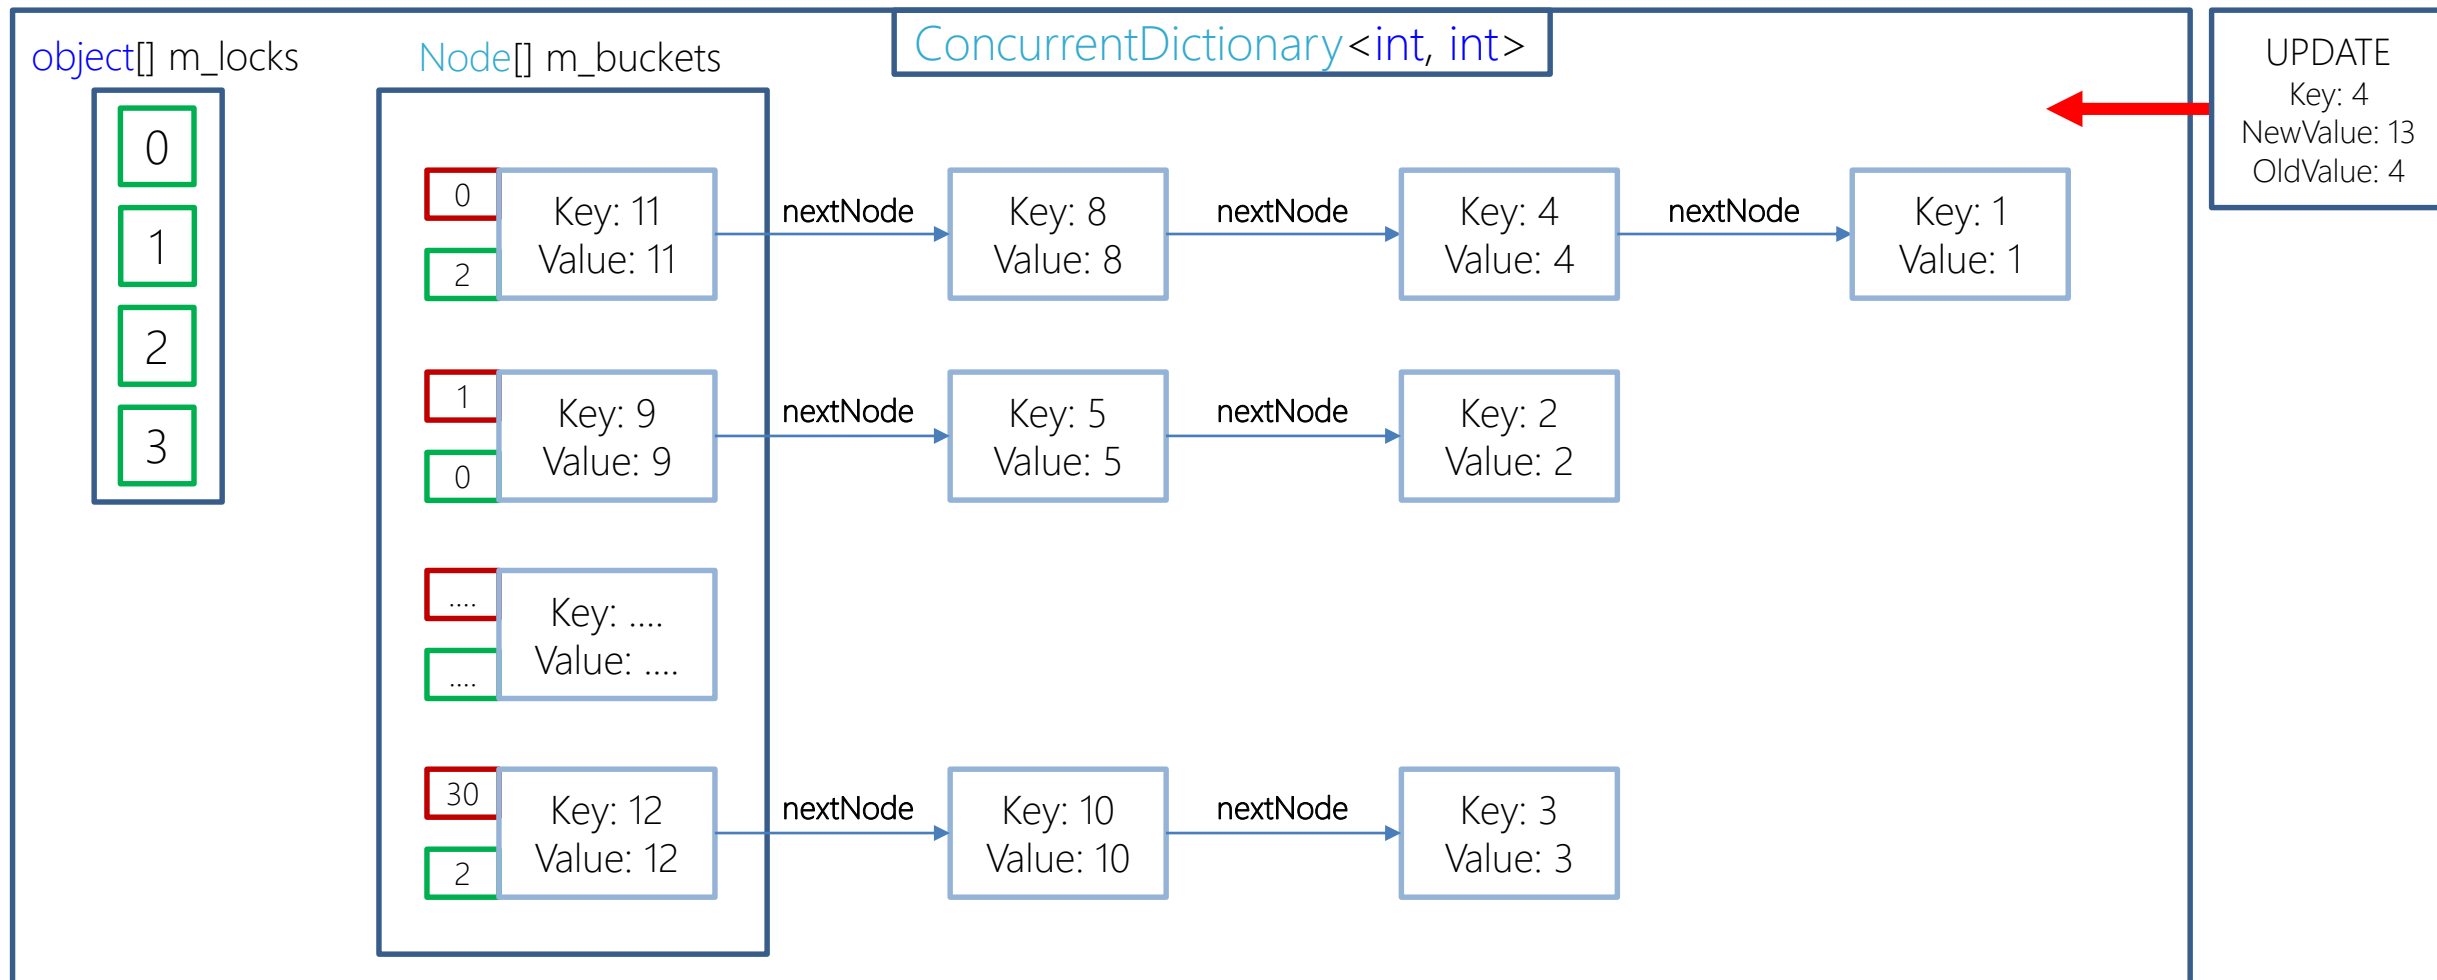 ConcurrentDictionary<int, int>
object[] m_locks
0
1
2
3
Node[] m_buckets
0
2
Key: 11
Value: 11
nextNode
Key: 8
Value: 8
nextNode
Key: 4
Value: 4
nextNode
Key: 1
Value: 1
1
0
Key: 9
Value: 9
nextNode
Key: 5
Value: 5
nextNode
Key: 2
Value: 2
....
....
Key: ....
Value: ....
30
2
Key: 12
Value: 12
nextNode
Key: 10
Value: 10
nextNode
Key: 3
Value: 3
UPDATE
Key: 4
NewValue: 13
OldValue: 4